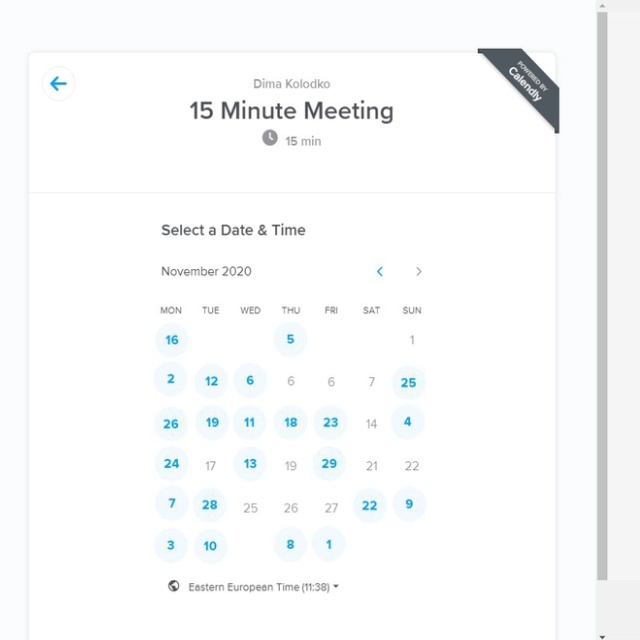 POWERED BY
Calendly
Dima Kolodko
15 Minute Meeting
15 min
Select a Date & Time
November 2020
MON TUE WED THU FRI SAT SUN
16 5 1
2 12 6 6 6 7 25
26 19 11 18 23 14 4
24 17 13 19 29 21 22
7 28 25 26 27 22 9
3 10 8 1
Eastern European Time (11:38)